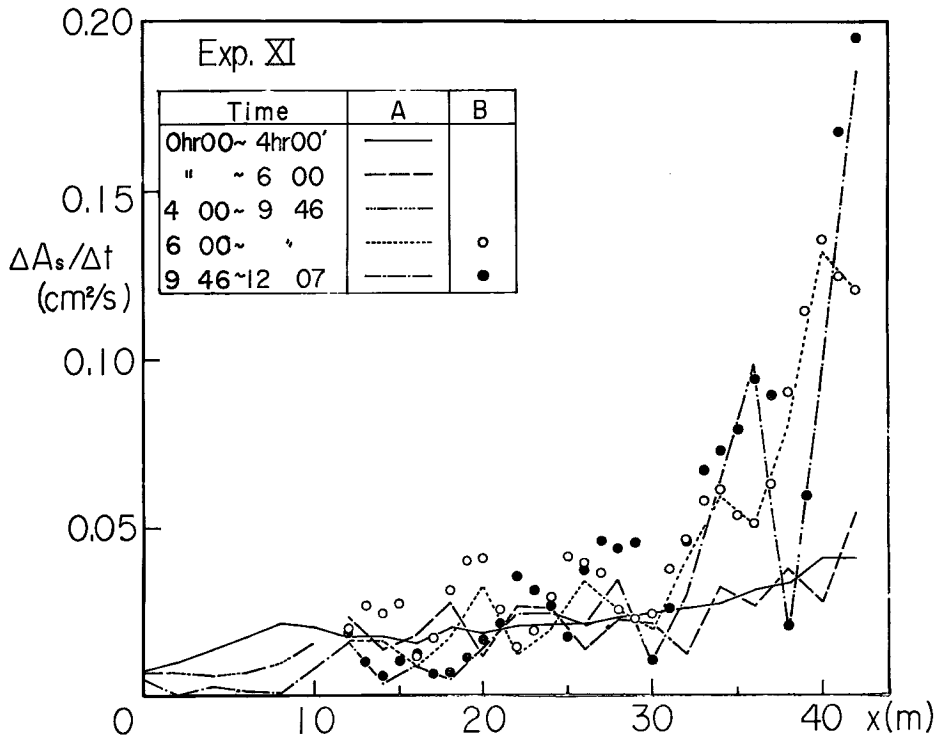 0.20
Exp. XI
Time A B
0hr00~ 4hr00'
" ~ 6 00
4 00~ 9 46
6 00~ "
9 46~12 07
0.15
ΔAs/Δt
(cm²/s)
0.10
0.05
0 10 20 30 40 x(m)